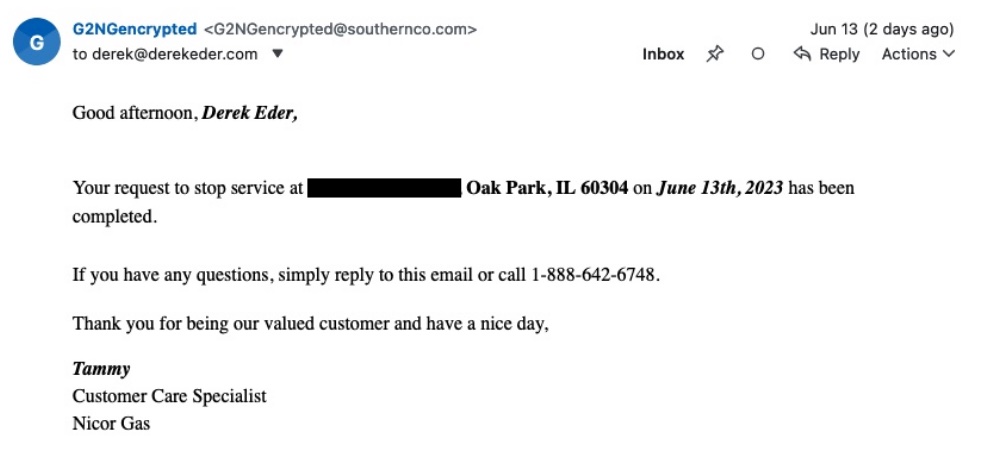 G
G2NGencrypted <G2NGencrypted@southernco.com>
Jun 13 (2 days ago)
to derek@derekeder.com
Inbox
Reply
Actions
Good afternoon, Derek Eder,
Your request to stop service at Oak Park, IL 60304 on June 13th, 2023 has been
completed.
If you have any questions, simply reply to this email or call 1-888-642-6748.
Thank you for being our valued customer and have a nice day,
Tammy
Customer Care Specialist
Nicor Gas